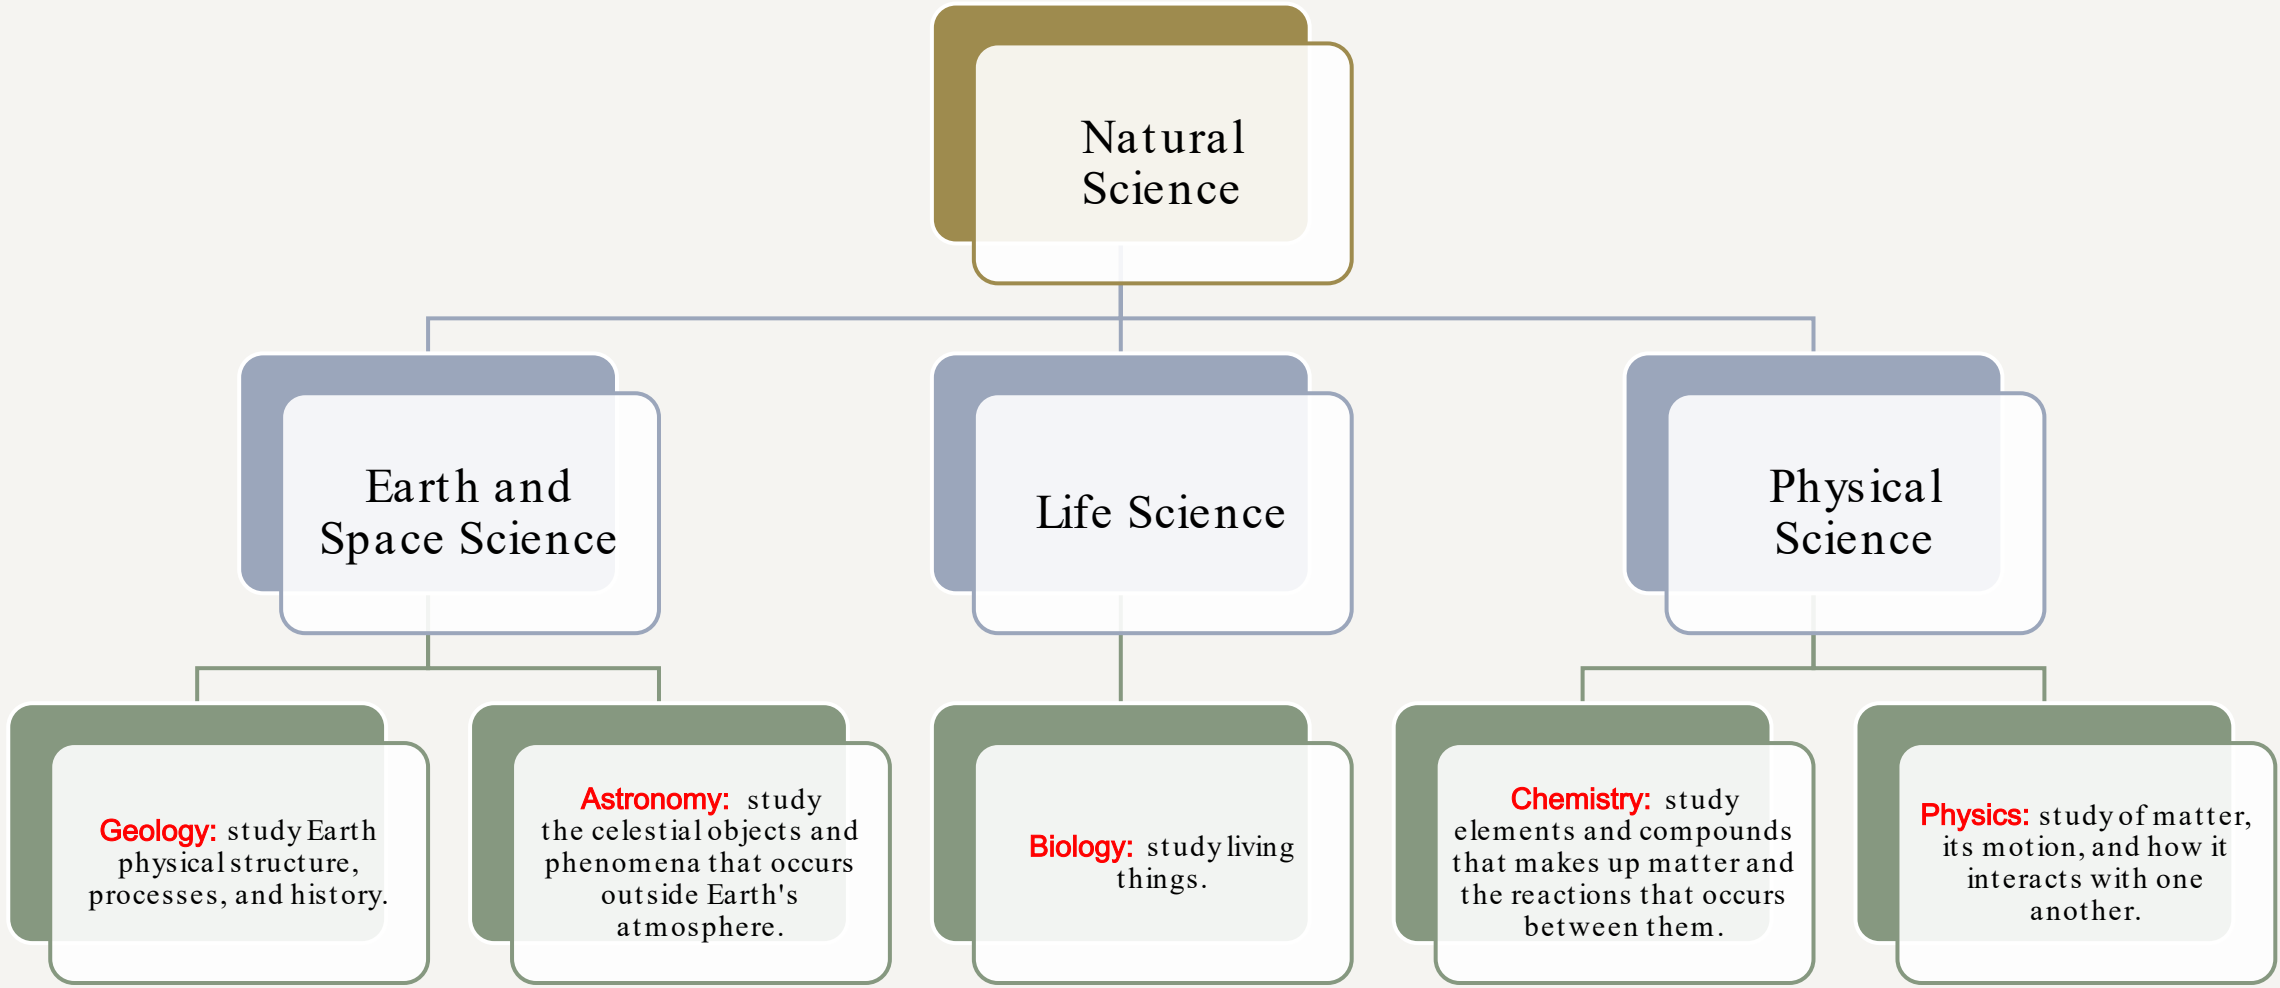 Natural
Science
Earth and
Space Science
Life Science
Physical
Science
Geology: study Earth
physical structure,
processes, and history.
Astronomy: study
the celestial objects and
phenomena that occurs
outside Earth's
atmosphere.
Biology: study living
things.
Chemistry: study
elements and compounds
that makes up matter and
the reactions that occurs
between them.
Physics: study of matter,
its motion, and how it
interacts with one
another.